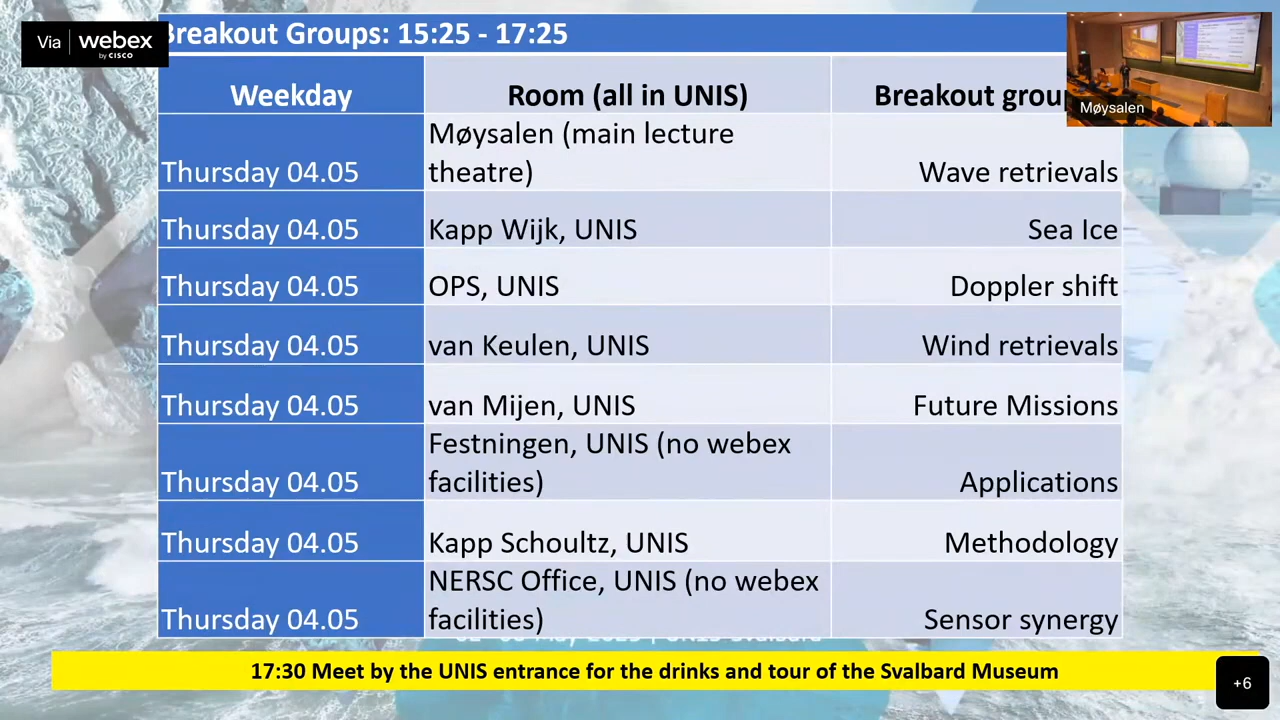 Via webex
by CISCO
Breakout Groups: 15:25 - 17:25
Møysalen
Weekday Room (all in UNIS) Breakout
Thursday 04.05 Møysalen (main lecture
theatre) Wave retrievals
Thursday 04.05 Kapp Wijk, UNIS Sea Ice
Thursday 04.05 OPS, UNIS Doppler shift
Thursday 04.05 van Keulen, UNIS Wind retrievals
Thursday 04.05 van Mijen, UNIS Future Missions
Thursday 04.05 Festningen, UNIS (no webex
facilities) Applications
Thursday 04.05 Kapp Schoultz, UNIS Methodology
Thursday 04.05 NERSC Office, UNIS (no webex
facilities) Sensor synergy
17:30 Meet by the UNIS entrance for the drinks and tour of the Svalbard Museum
+6